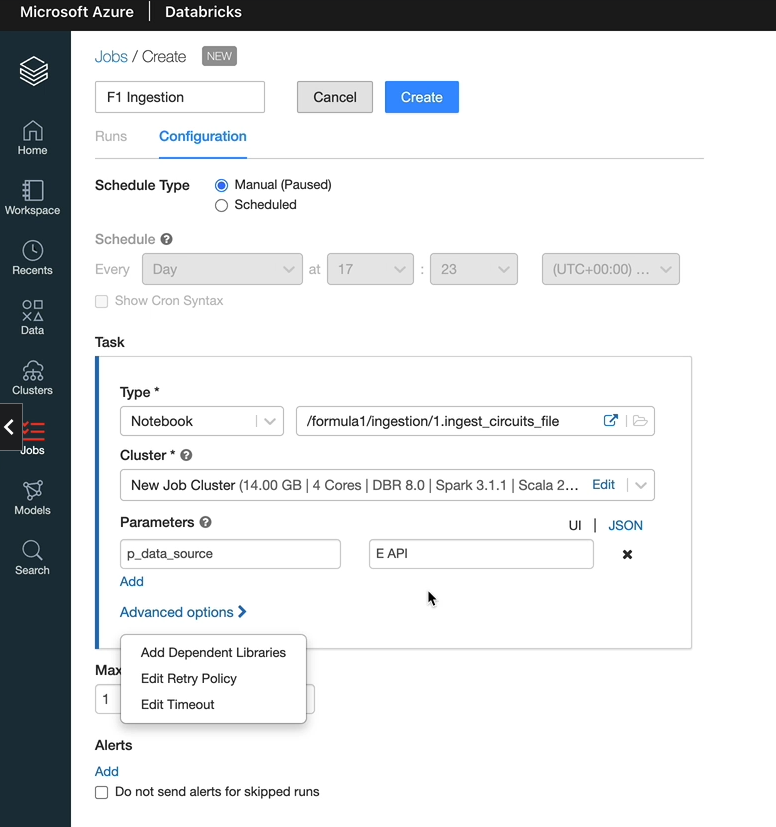 Microsoft Azure | Databricks
Jobs / Create NEW
F1 Ingestion Cancel Create
Runs Configuration
Schedule Type Manual (Paused)
Scheduled
Schedule ?
Every Day at 17 : 23 (UTC+00:00) ...
Show Cron Syntax
Task
Type *
Notebook /formula1/ingestion/1.ingest_circuits_file
Cluster * ?
New Job Cluster (14.00 GB | 4 Cores | DBR 8.0 | Spark 3.1.1 | Scala 2... Edit
Parameters ? UI | JSON
p_data_source E API
Add
Advanced options
Add Dependent Libraries
Edit Retry Policy
Edit Timeout
Max
1
Alerts
Add
Do not send alerts for skipped runs
Home
Workspace
Recents
Data
Clusters
Jobs
Models
Search